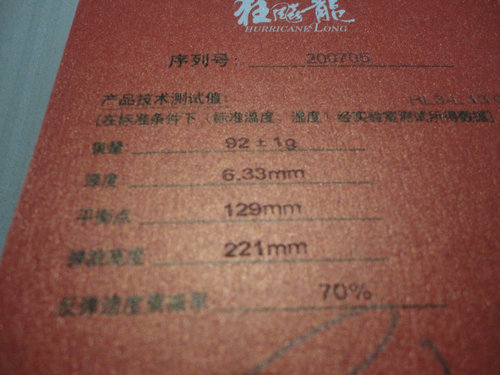 狂飚龍
HURRICANE LONG
序列号: 200705
产品技术测试值: HL5-L
[在标准条件下（标准温度、湿度）经实验室测试所得数据]
重量 92±1g
厚度 6.33mm
平衡点 129mm
221mm
70%